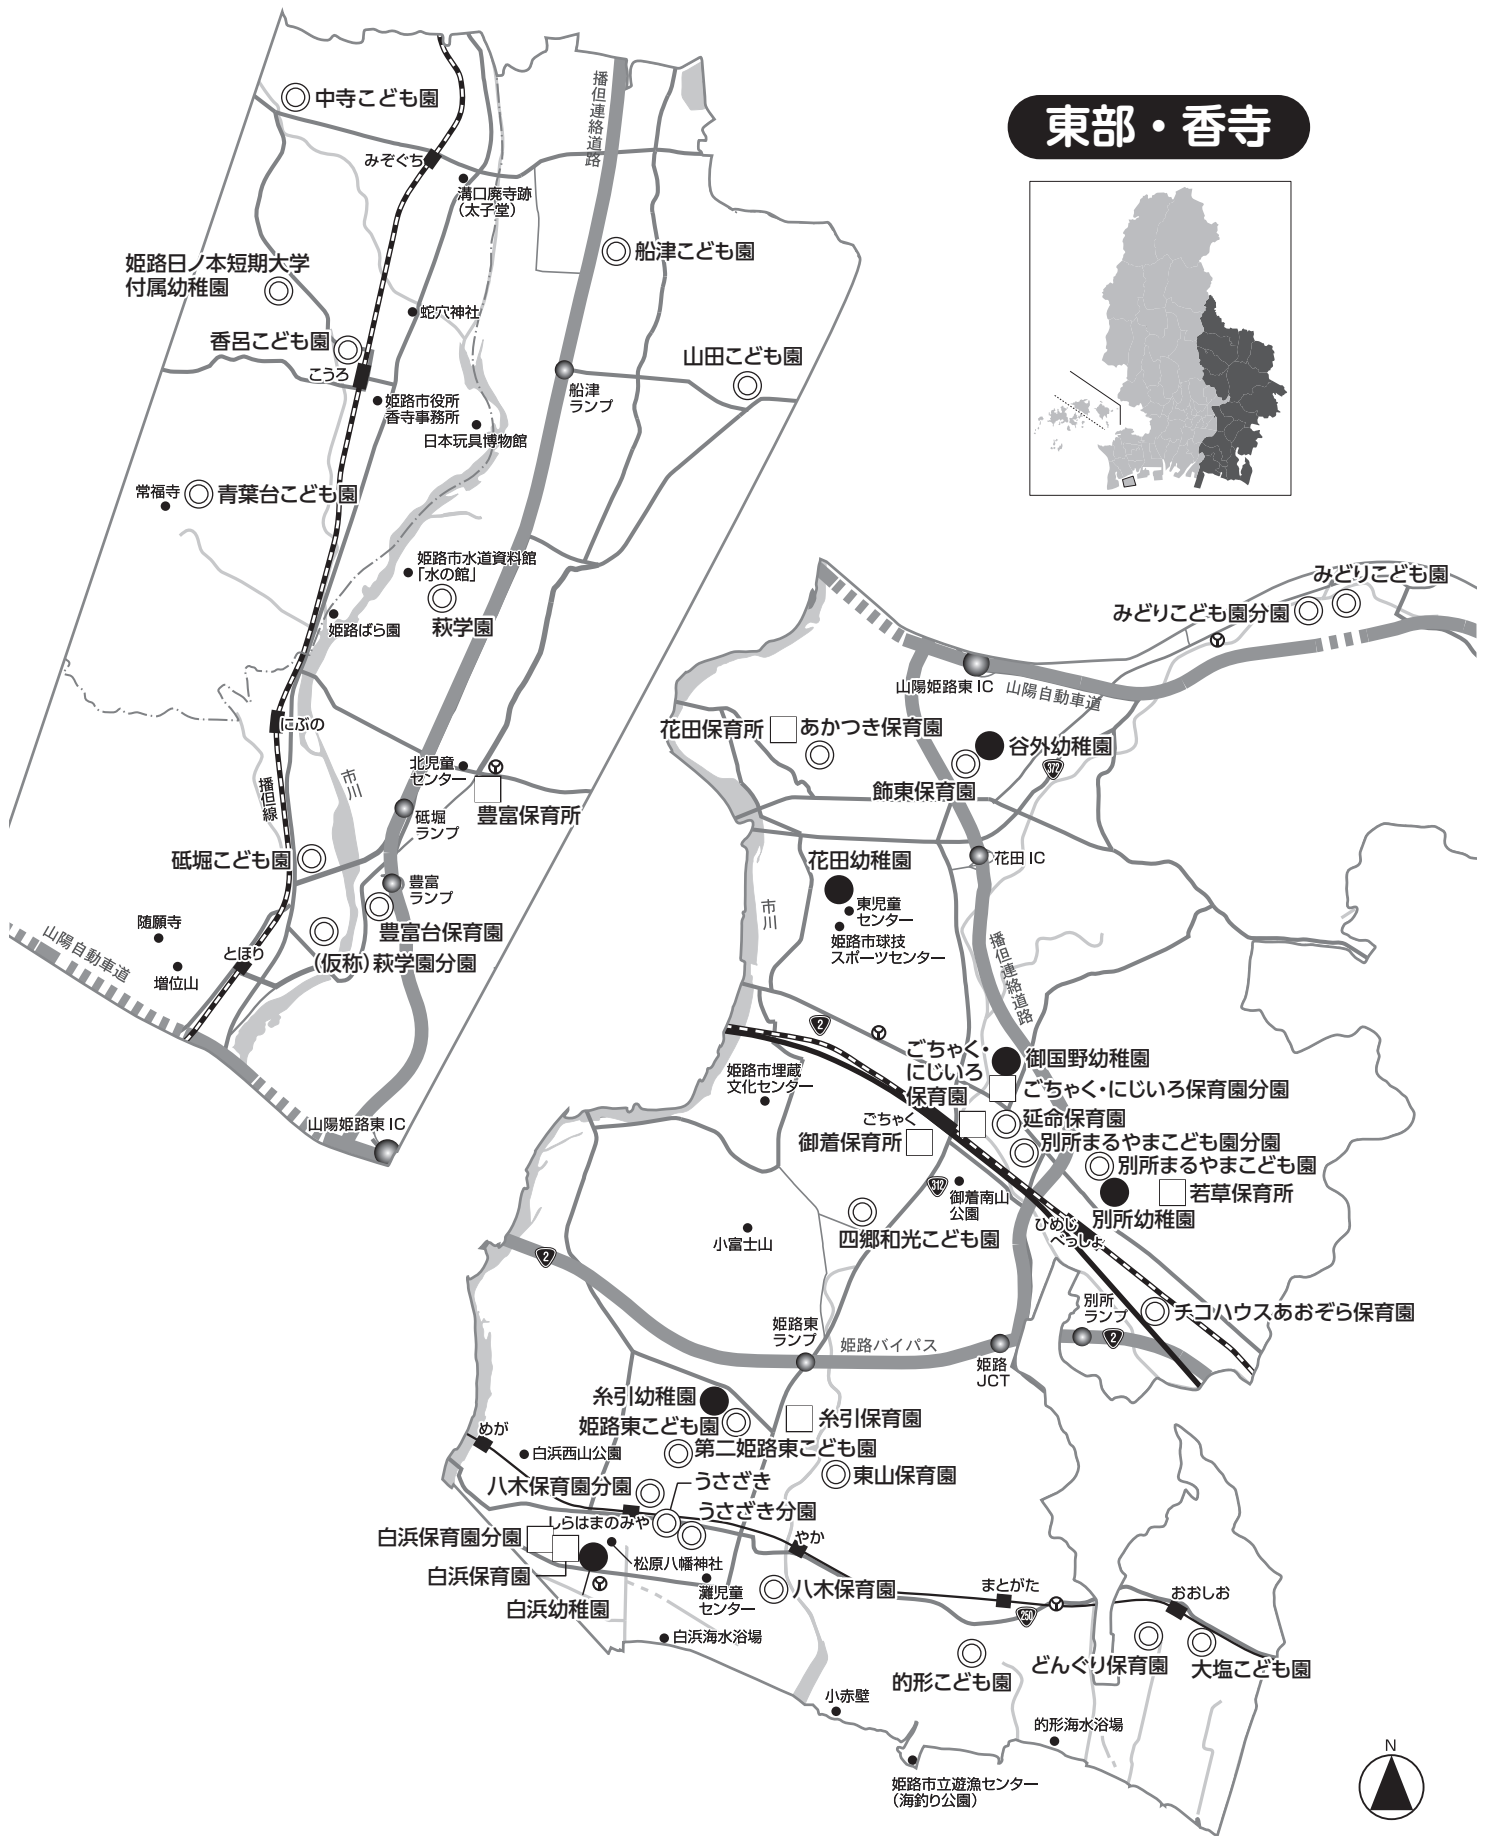 東部・香寺
中寺こども園
みぞぐち
溝口廃寺跡
（太子堂）
播但連絡道路
船津こども園
姫路日ノ本短期大学
付属幼稚園
蛇穴神社
香呂こども園
こうろ
山田こども園
船津
ランプ
姫路市役所
香寺事務所
日本玩具博物館
常福寺
青葉台こども園
姫路市水道資料館
「水の館」
萩学園
姫路ばら園
にぶの
播但線
市川
北児童
センター
豊富保育所
砥堀
ランプ
砥堀こども園
豊富
ランプ
豊富台保育園
（仮称）萩学園分園
随願寺
増位山
とほり
山陽自動車道
山陽姫路東IC
みどりこども園
みどりこども園分園
山陽姫路東IC
山陽自動車道
花田保育所
あかつき保育園
谷外幼稚園
372
飾東保育園
花田IC
花田幼稚園
東児童
センター
姫路市球技
スポーツセンター
市川
播但連絡道路
2
ごちゃく・
にじいろ
保育園
御国野幼稚園
ごちゃく・にじいろ保育園分園
姫路市埋蔵
文化センター
ごちゃく
延命保育園
御着保育所
別所まるやまこども園分園
別所まるやまこども園
312
御着南山
公園
若草保育所
別所幼稚園
ひめじ
べっしょ
四郷和光こども園
小富士山
2
別所
ランプ
チコハウスあおぞら保育園
2
姫路東
ランプ
姫路バイパス
姫路
JCT
糸引幼稚園
姫路東こども園
糸引保育園
第二姫路東こども園
めが
白浜西山公園
東山保育園
八木保育園分園
うさざき
うさざき分園
しらはまのみや
白浜保育園分園
白浜保育園
白浜幼稚園
松原八幡神社
灘児童
センター
やか
八木保育園
まとがた
250
おおしお
白浜海水浴場
的形こども園
どんぐり保育園
大塩こども園
小赤壁
的形海水浴場
姫路市立遊漁センター
（海釣り公園）
N